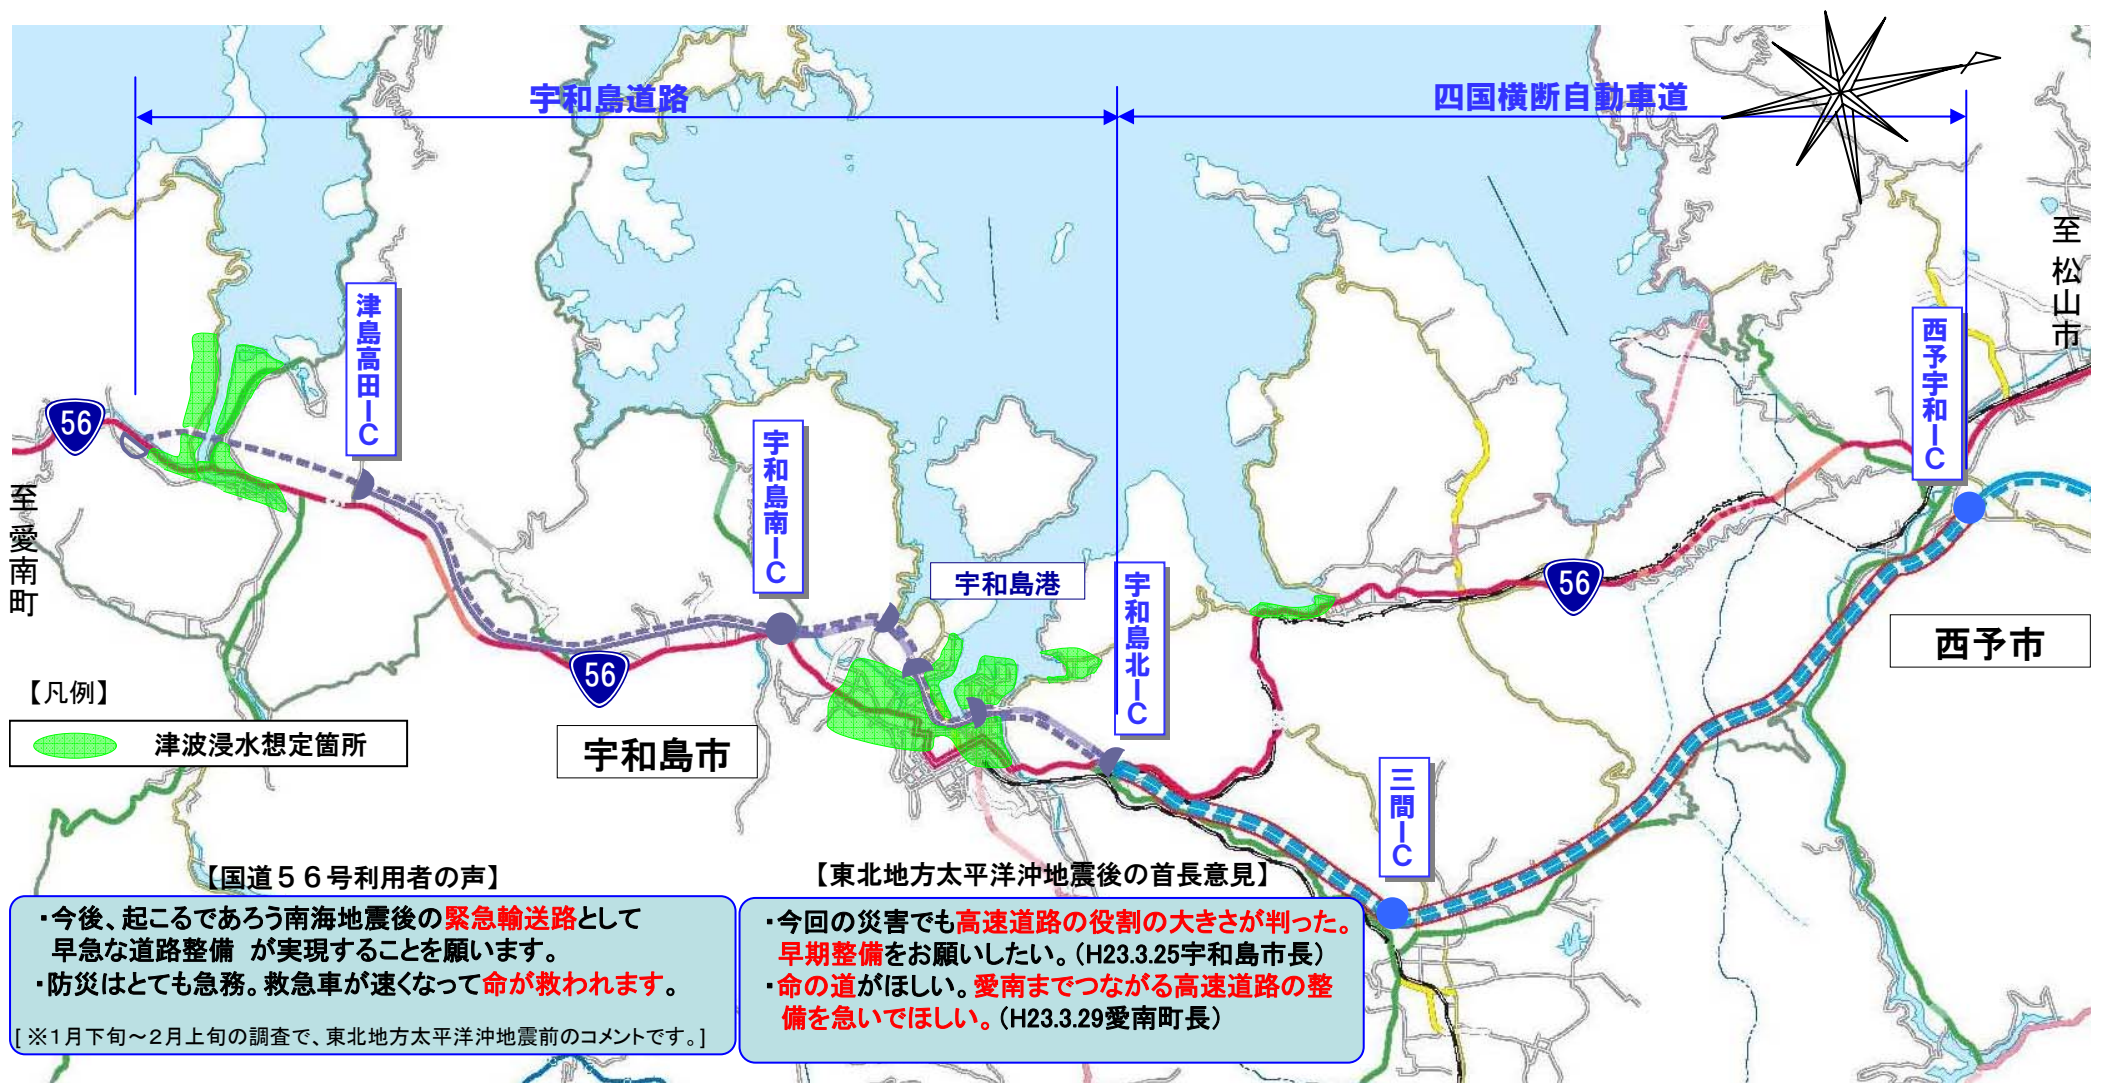 宇和島道路
四国横断自動車道
至松山市
津島高田IC
西予宇和IC
56
宇和島南IC
至愛南町
宇和島港
宇和島北IC
56
56
西予市
【凡例】
津波浸水想定箇所
宇和島市
三間IC
【国道５６号利用者の声】
・今後、起こるであろう南海地震後の緊急輸送路として
早急な道路整備 が実現することを願います。
・防災はとても急務。救急車が速くなって命が救われます。
[ ※１月下旬～２月上旬の調査で、東北地方太平洋沖地震前のコメントです。]
【東北地方太平洋沖地震後の首長意見】
・今回の災害でも高速道路の役割の大きさが判った。
早期整備をお願いしたい。（H23.3.25宇和島市長）
・命の道がほしい。愛南までつながる高速道路の整
備を急いでほしい。（H23.3.29愛南町長）